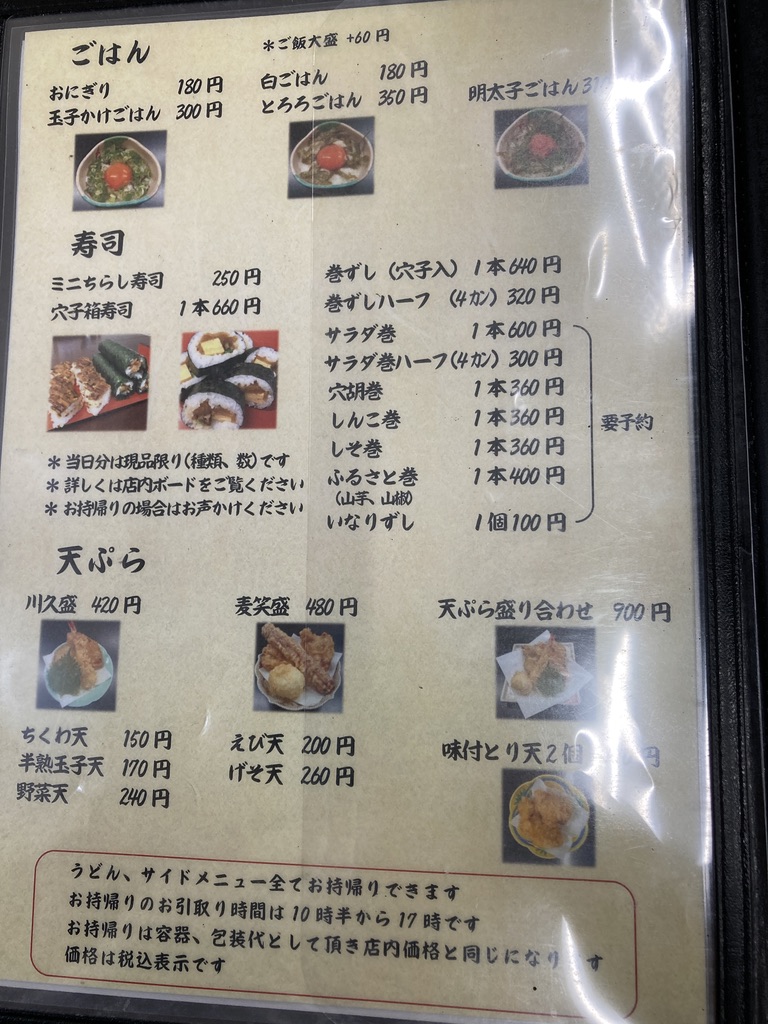 ごはん ＊ご飯大盛 +60円
おにぎり 180円 白ごはん 180円 明太子ごはん
玉子かけごはん 300円 とろろごはん 350円
寿司
ミニちらし寿司 250円
穴子箱寿司 1本660円
巻ずし（穴子入） 1本640円
巻ずしハーフ （4カン） 320円
サラダ巻 1本600円
サラダ巻ハーフ(4カン) 300円
穴胡巻 1本360円
しんこ巻 1本360円
しそ巻 1本360円
ふるさと巻 1本400円
（山芋、山椒）
いなりずし 1個100円
要予約
＊当日分は現品限り(種類、数)です
＊詳しくは店内ボードをご覧ください
＊お持帰りの場合はお声かけください
天ぷら
川久盛 420円 麦笑盛 480円 天ぷら盛り合わせ 900円
ちくわ天 150円 えび天 200円 味付とり天2個 円
半熟玉子天 170円 げそ天 260円
野菜天 240円
うどん、サイドメニュー全てお持帰りできます
お持帰りのお引取り時間は10時半から17時です
お持帰りは容器、包装代として頂き店内価格と同じになります
価格は税込表示です